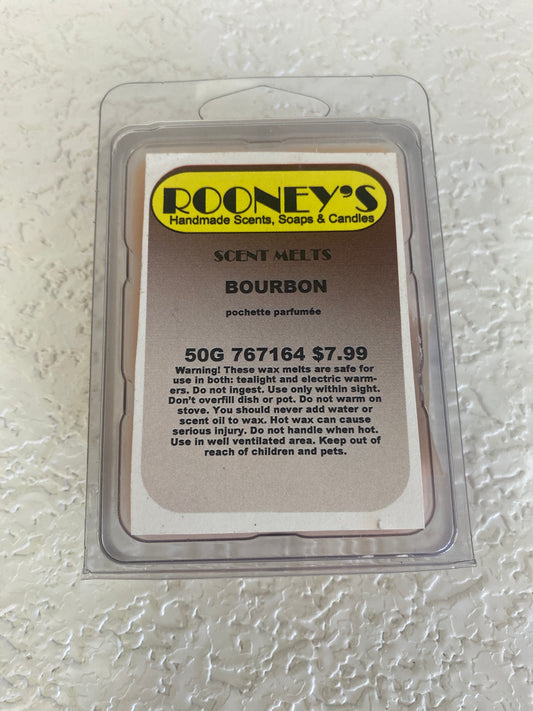 ROONEY'S
Handmade Scents, Soaps & Candles
SCENT MELTS
BOURBON
pochette parfumée
50G 767164 $7.99
Warning! These wax melts are safe for
use in both: tealight and electric warm-
ers. Do not ingest. Use only within sight.
Don't overfill dish or pot. Do not warm on
stove. You should never add water or
scent oil to wax. Hot wax can cause
serious injury. Do not handle when hot.
Use in well ventilated area. Keep out of
reach of children and pets.